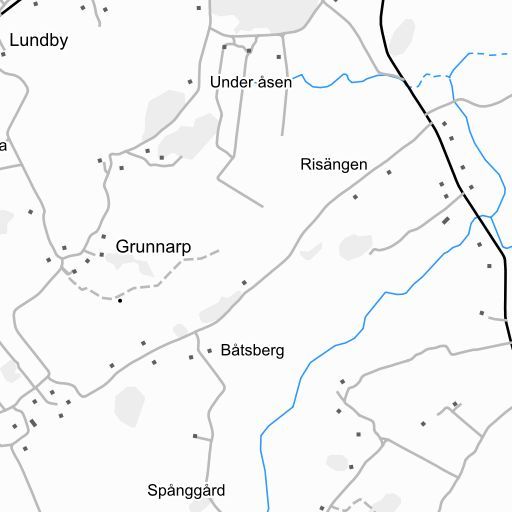 Lundby
Under åsen
a
Risängen
Grunnarp
Båtsberg
Spånggård